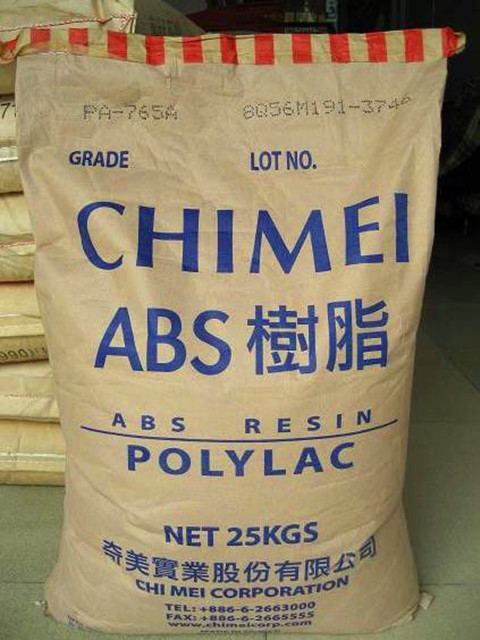 PA-765A 8Q56M191-374
GRADE LOT NO.
CHIMEI
ABS 樹脂
ABS RESIN
POLYLAC
NET 25KGS
奇美實業股份有限公司
CHI MEI CORPORATION
TEL: +886-6-2663000
FAX: +886-6-2665555
www.chimeicorp.com
990)